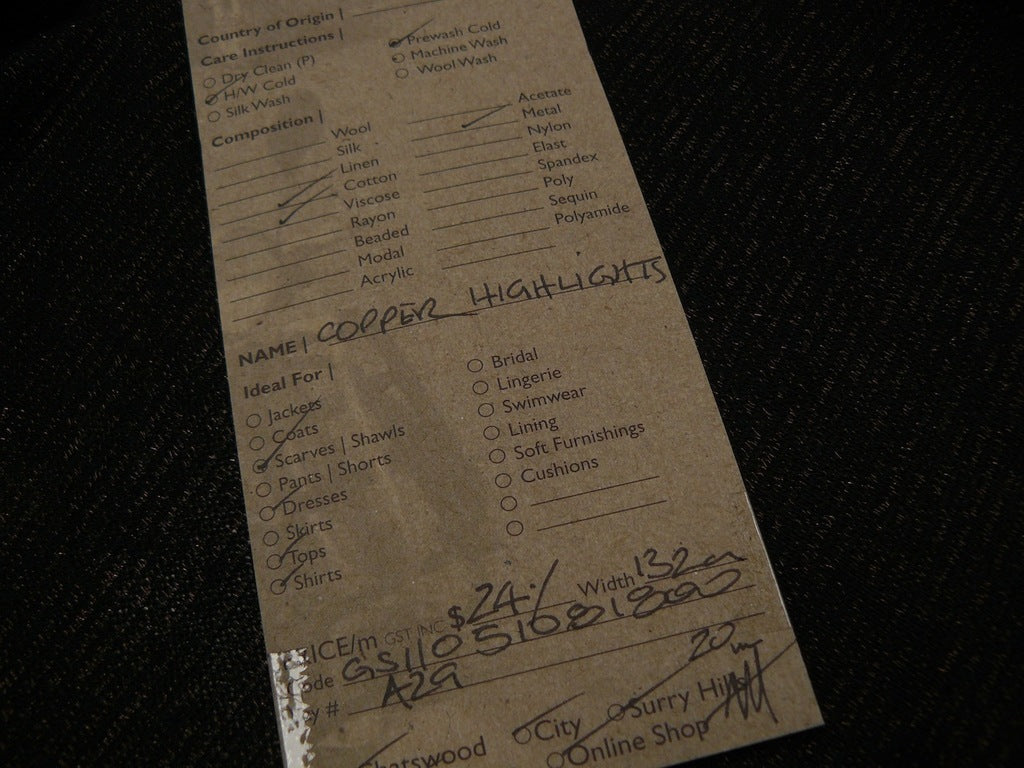 Country of Origin |
Care Instructions |
Dry Clean (P)
H/W Cold
Silk Wash
Prewash Cold
Machine Wash
Wool Wash
Composition |
Wool
Silk
Linen
Cotton
Viscose
Rayon
Beaded
Modal
Acrylic
Acetate
Metal
Nylon
Elast
Spandex
Poly
Sequin
Polyamide
NAME | COPPER HIGHLIGHTS
Ideal For |
Jackets
Coats
Scarves | Shawls
Pants | Shorts
Dresses
Skirts
Tops
Shirts
Bridal
Lingerie
Swimwear
Lining
Soft Furnishings
Cushions
ICE/m GST INC $24/ Width 132cm
ode
y # A29
20m
hatswood City Surry Hill
Online Shop